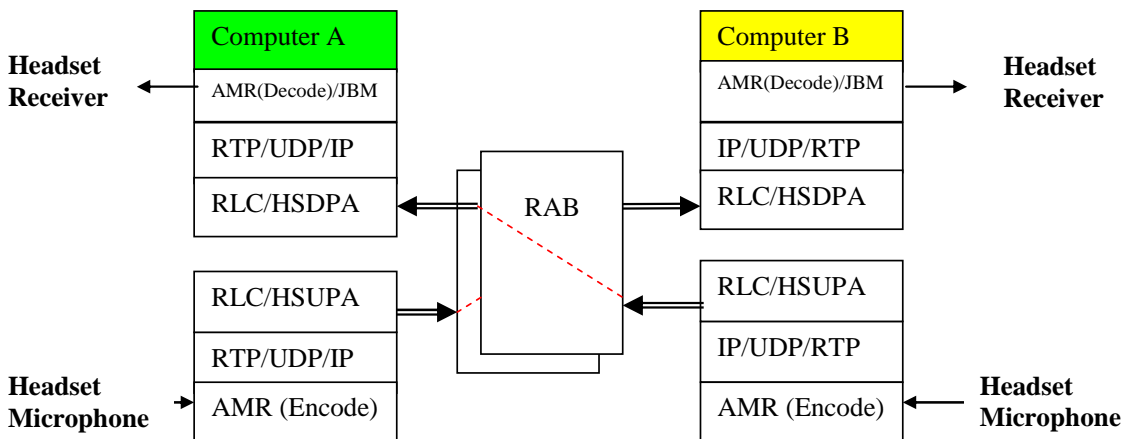 Computer A
Headset
Receiver
AMR(Decode)/JBM
RTP/UDP/IP
RLC/HSDPA
RLC/HSUPA
RTP/UDP/IP
Headset
Microphone
AMR (Encode)
RAB
Computer B
AMR(Decode)/JBM
Headset
Receiver
IP/UDP/RTP
RLC/HSDPA
RLC/HSUPA
IP/UDP/RTP
AMR (Encode)
Headset
Microphone